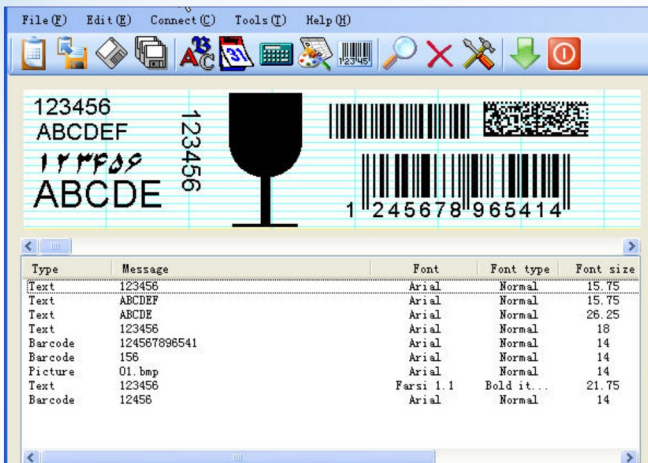 File(F) Edit(E) Connect(C) Tools(T) Help(H)
B
A C 31 12345
123456
ABCDEF
۱۲۳۴۵۶
ABCDE
123456
1 245678 965414
Type Message Font Font type Font size
Text 123456 Arial Normal 15.75
Text ABCDEF Arial Normal 15.75
Text ABCDE Arial Normal 26.25
Text 123456 Arial Normal 18
Barcode 124567896541 Arial Normal 14
Barcode 156 Arial Normal 14
Picture 01.bmp Arial Normal 14
Text 123456 Farsi 1.1 Bold it... 21.75
Barcode 12456 Arial Normal 14